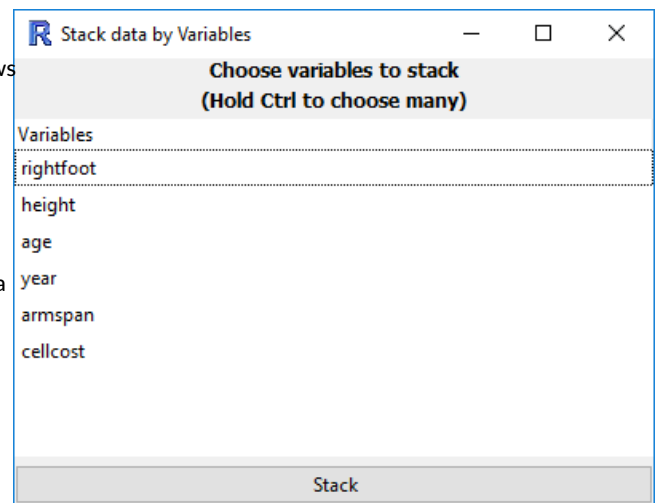 Stack data by Variables
Choose variables to stack
(Hold Ctrl to choose many)
Variables
rightfoot
height
age
year
armspan
cellcost
Stack